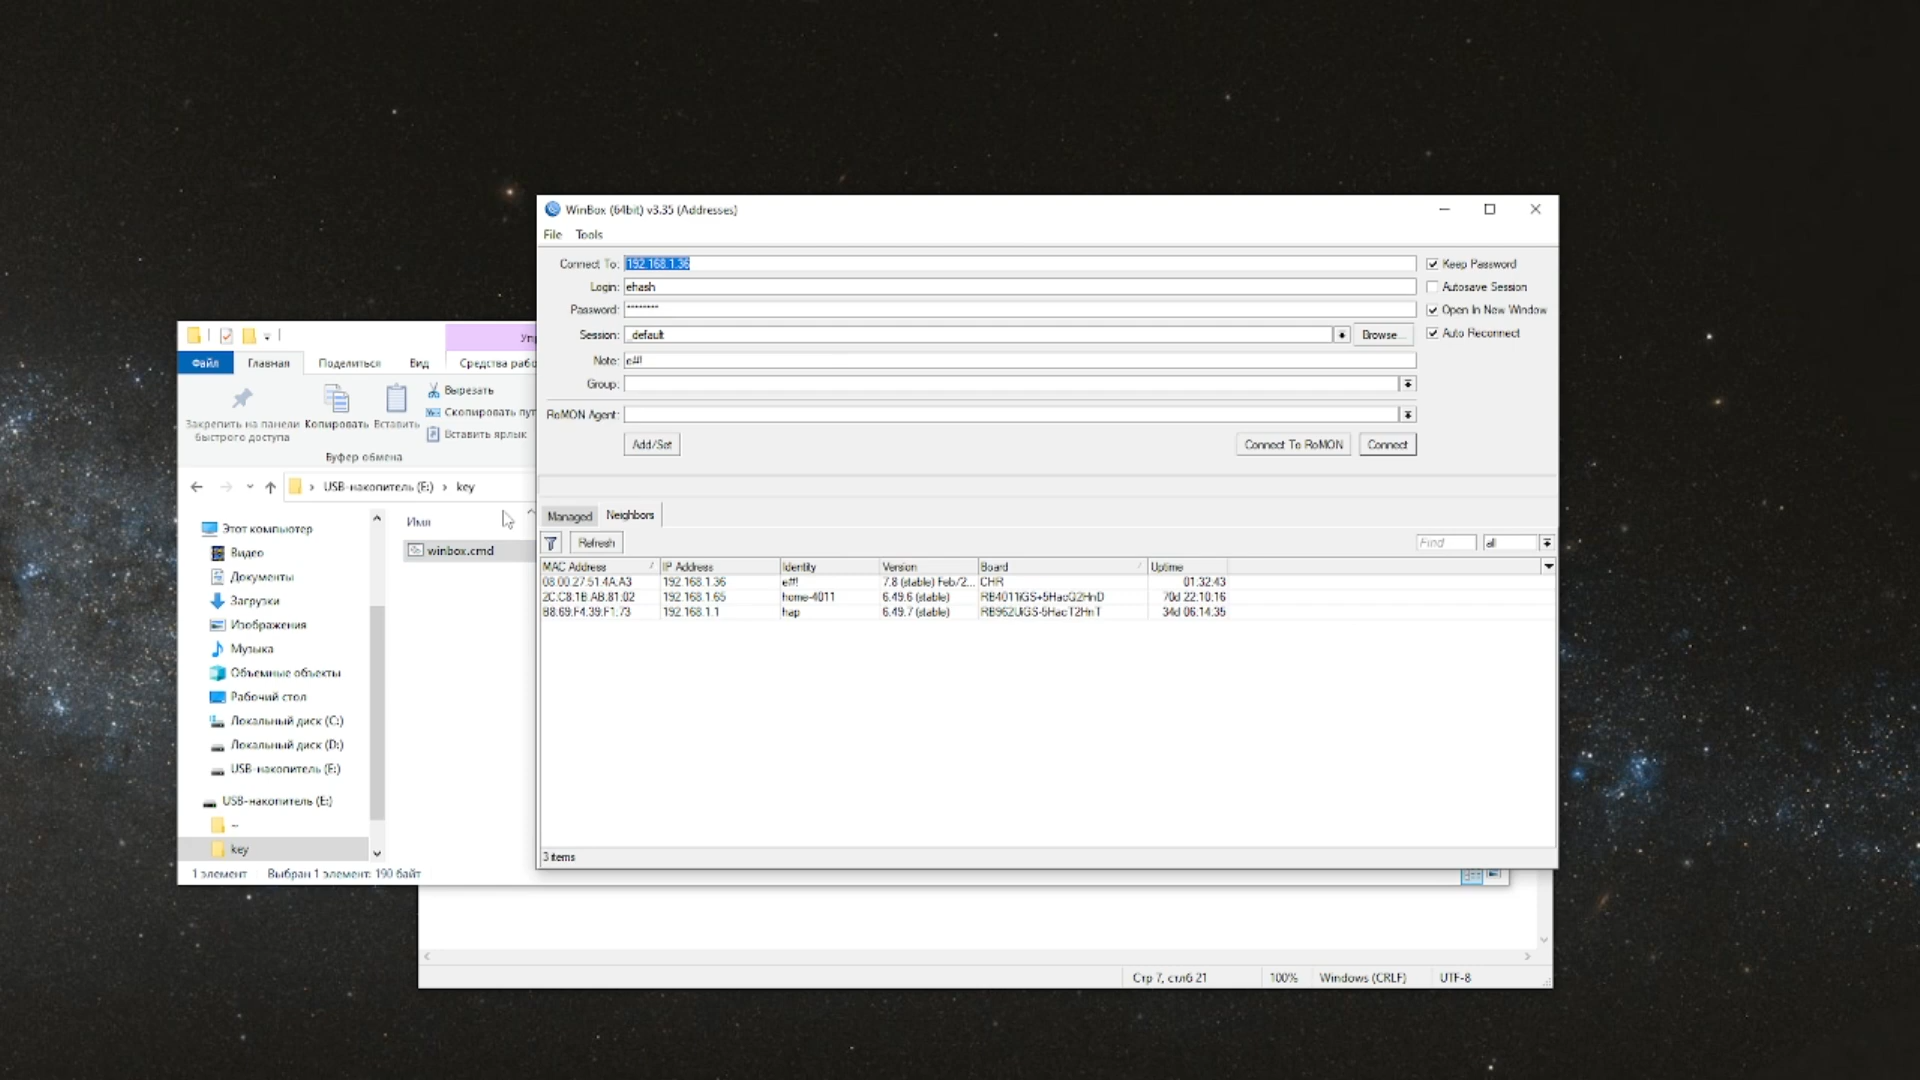 WinBox (64bit) v3.35 (Addresses)
File Tools
Connect To: 192.168.1.36
Keep Password
Login: ehash
Autosave Session
Password: ********
Open In New Window
Session: _default
Browse...
Auto Reconnect
Note: e#!
Group:
RoMON Agent:
Add/Set
Connect To RoMON
Connect
Managed
Neighbors
Refresh
Find
all
MAC Address IP Address Identity Version Board Uptime
08:00:27:51:4A:A3 192.168.1.36 e#! 7.8 (stable) Feb/2... CHR 01:32:43
2C:C8:1B:AB:81:02 192.168.1.65 home-4011 6.49.6 (stable) RB4011iGS+5HacQ2HnD 70d 22:10:16
B8:69:F4:39:F1:73 192.168.1.1 hap 6.49.7 (stable) RB962UiGS-5HacT2HnT 34d 06:14:35
3 items
Упр
Файл Главная Поделиться Вид Средства рабо
Закрепить на панели быстрого доступа
Копировать
Вставить
Вырезать
Скопировать пут
Вставить ярлык
Буфер обмена
USB-накопитель (E:) › key
Этот компьютер
Видео
Документы
Загрузки
Изображения
Музыка
Объемные объекты
Рабочий стол
Локальный диск (C:)
Локальный диск (D:)
USB-накопитель (E:)
USB-накопитель (E:)
~
key
Имя
winbox.cmd
1 элемент Выбран 1 элемент: 190 байт
Стр 7, стлб 21 100% Windows (CRLF) UTF-8